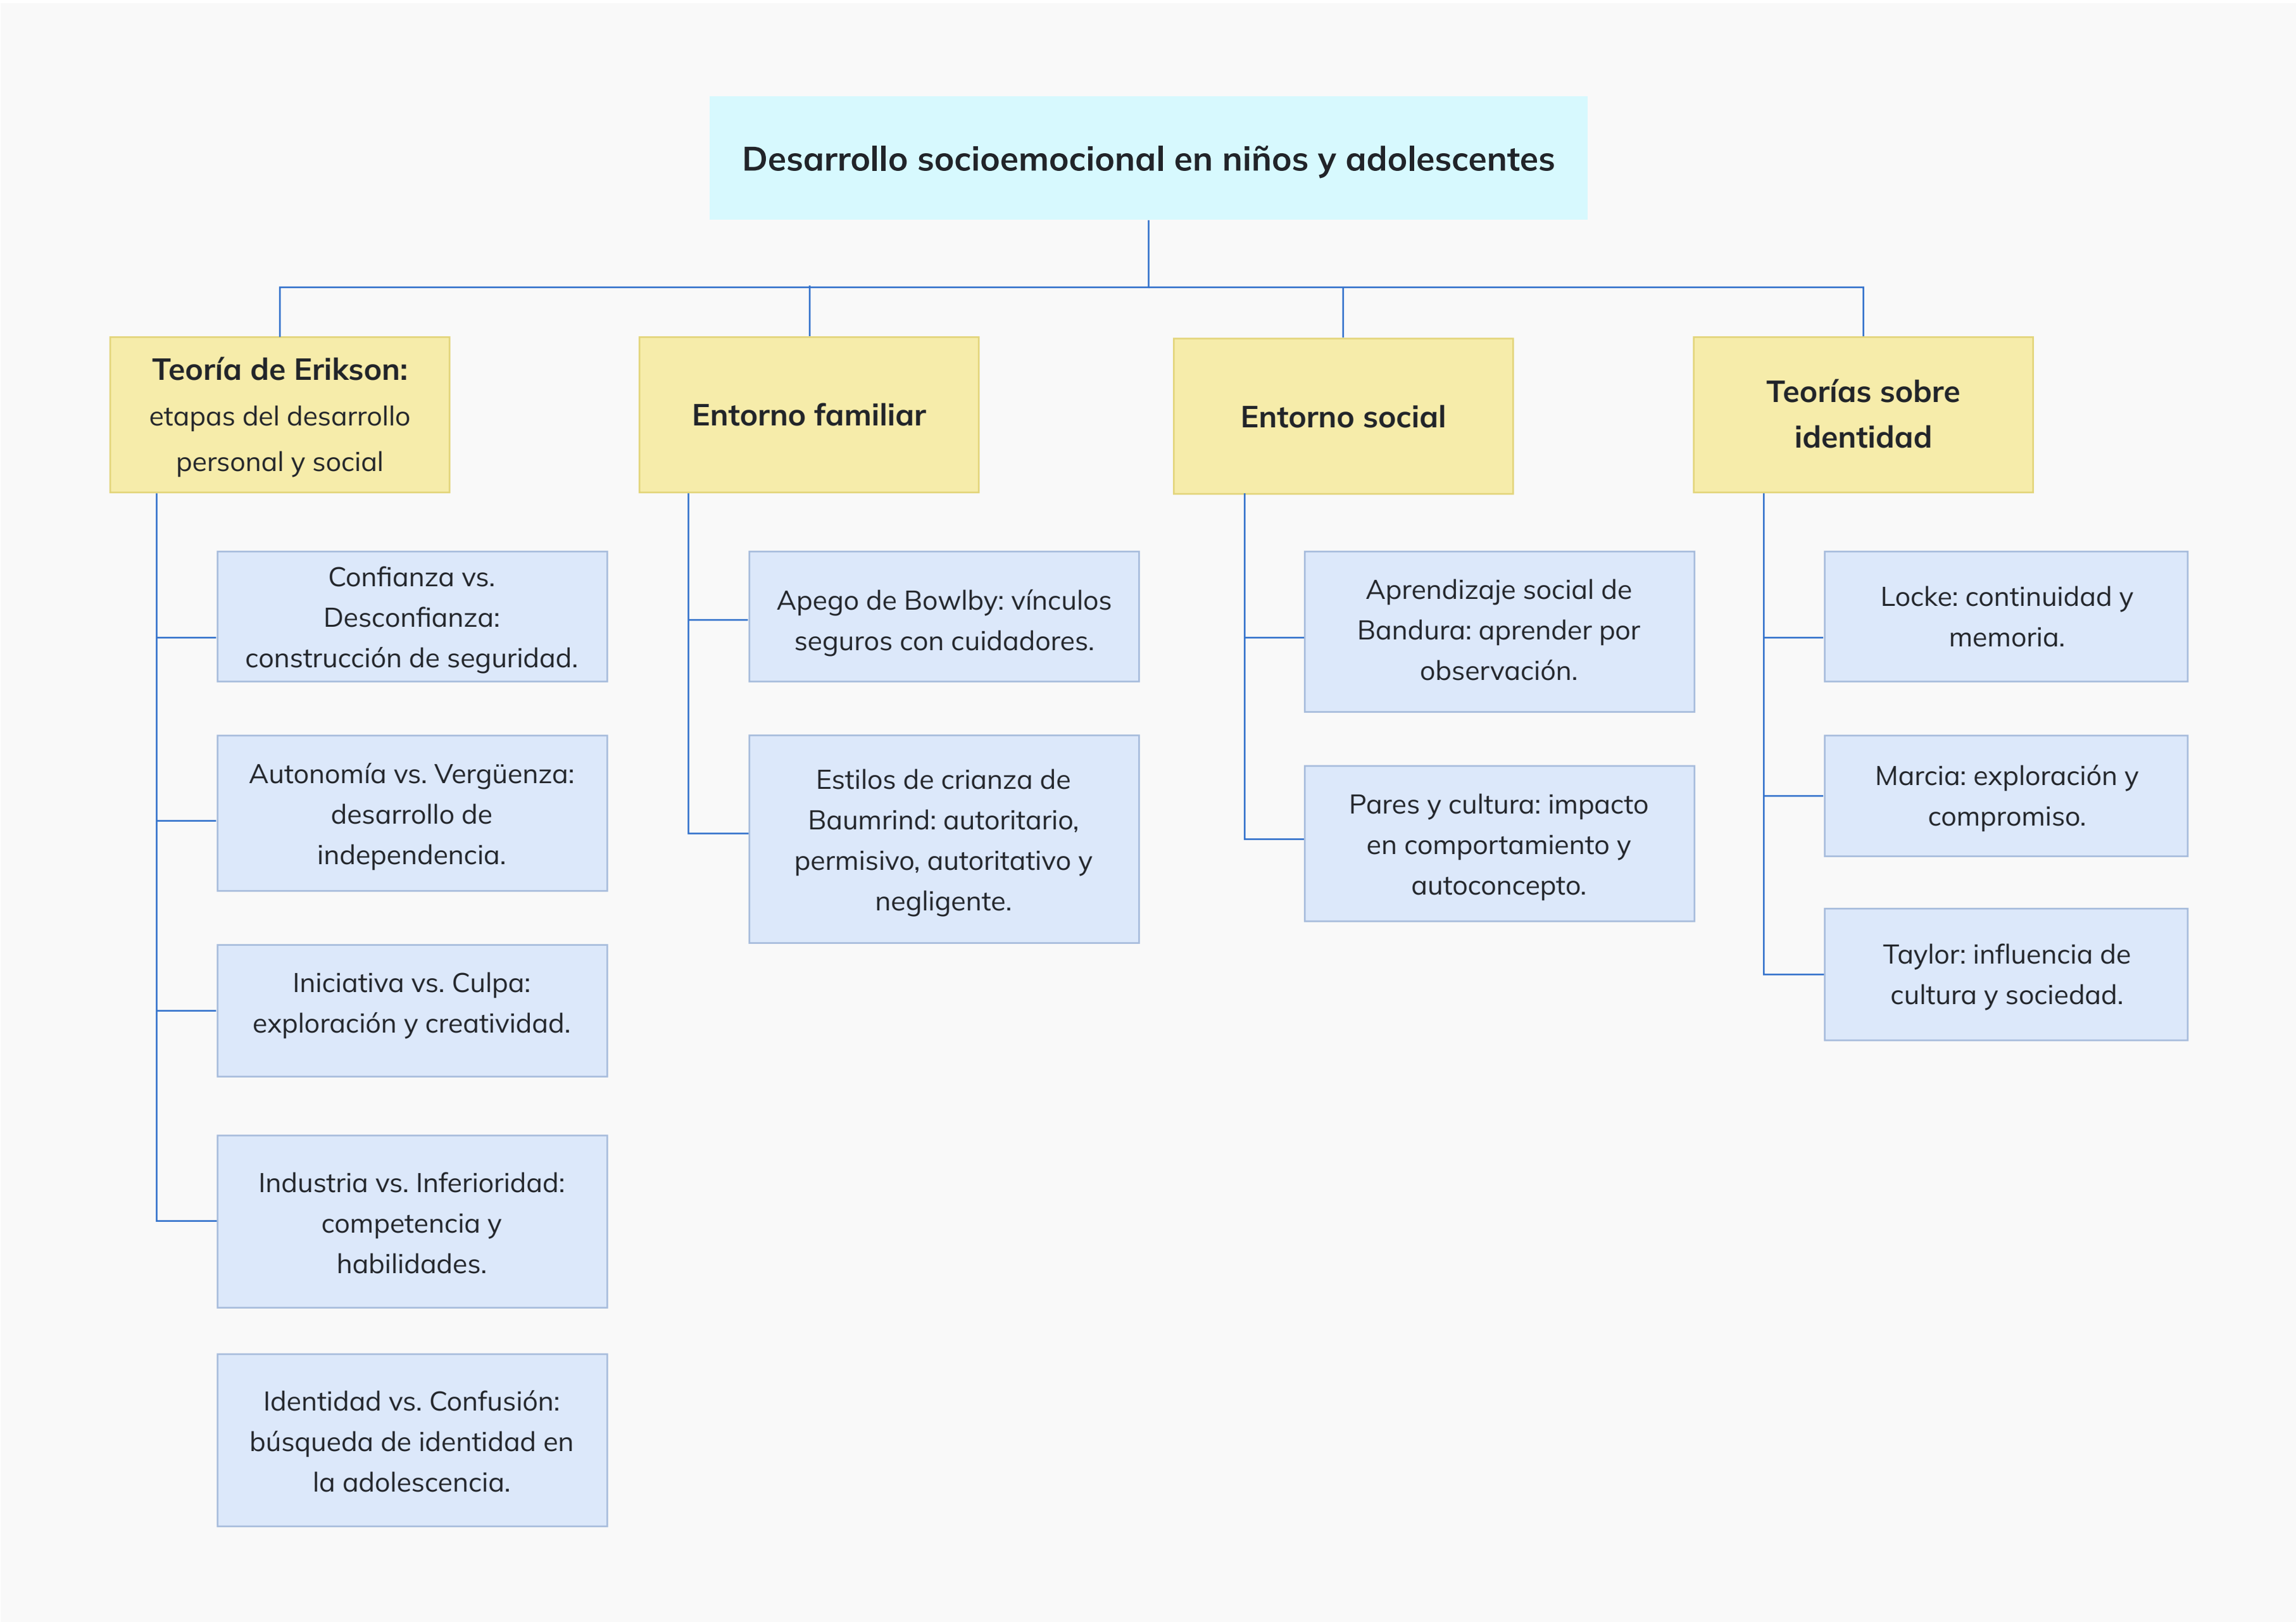 Desarrollo socioemocional en niños y adolescentes
Teoría de Erikson:
etapas del desarrollo
personal y social
Confianza vs.
Desconfianza:
construcción de seguridad.
Autonomía vs. Vergüenza:
desarrollo de
independencia.
Iniciativa vs. Culpa:
exploración y creatividad.
Industria vs. Inferioridad:
competencia y
habilidades.
Identidad vs. Confusión:
búsqueda de identidad en
la adolescencia.
Entorno familiar
Apego de Bowlby: vínculos
seguros con cuidadores.
Estilos de crianza de
Baumrind: autoritario,
permisivo, autoritativo y
negligente.
Entorno social
Aprendizaje social de
Bandura: aprender por
observación.
Pares y cultura: impacto
en comportamiento y
autoconcepto.
Teorías sobre
identidad
Locke: continuidad y
memoria.
Marcia: exploración y
compromiso.
Taylor: influencia de
cultura y sociedad.